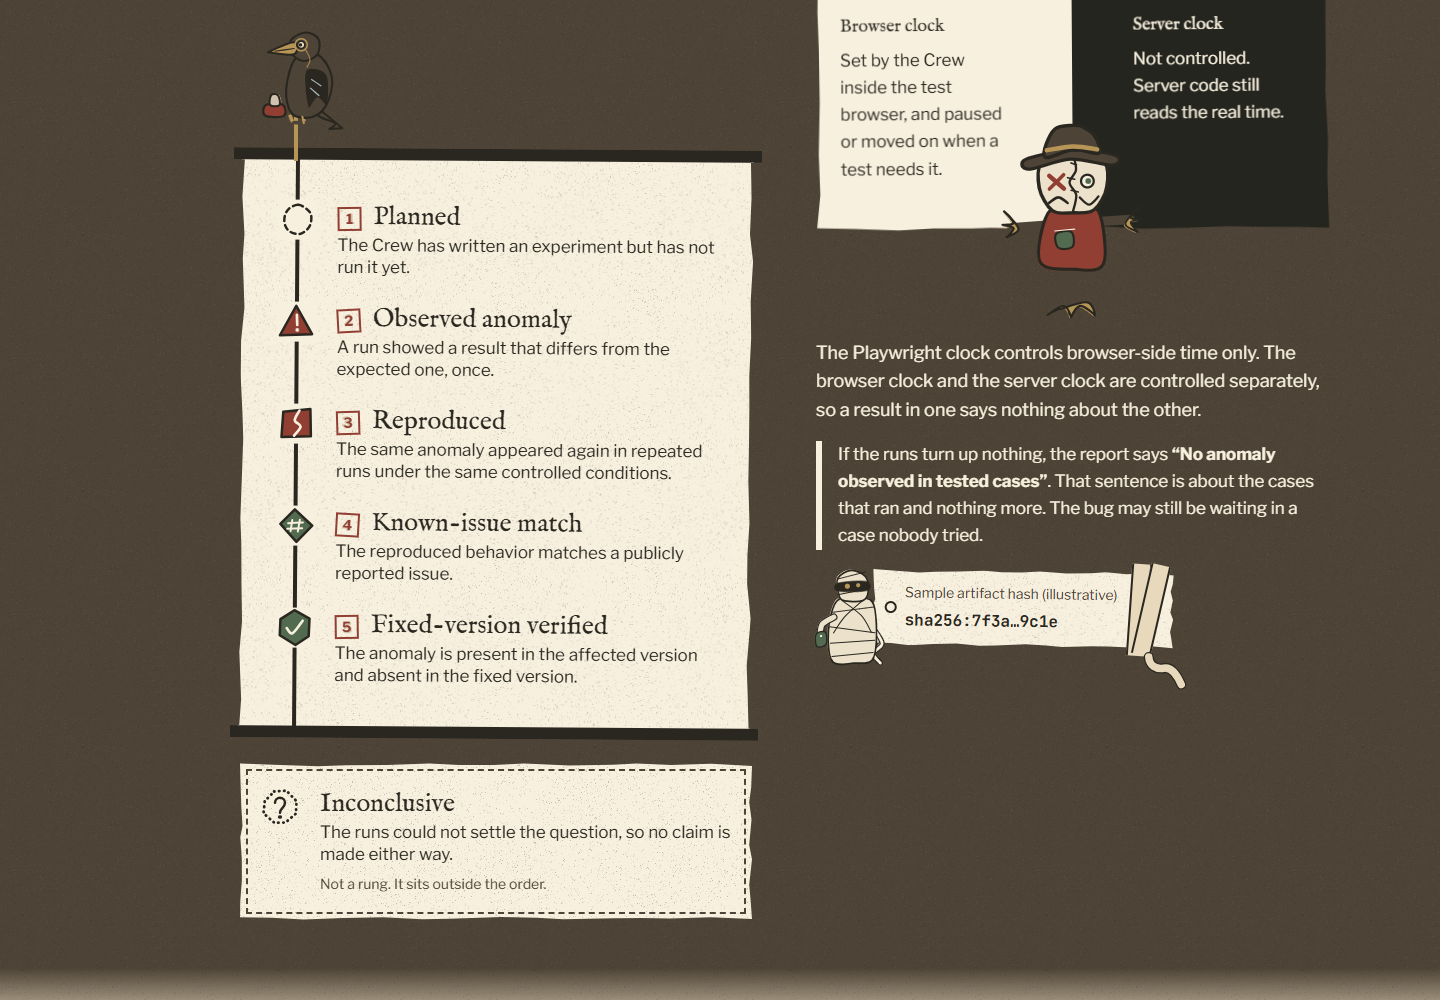 1 Planned
The Crew has written an experiment but has not
run it yet.
! 2 Observed anomaly
A run showed a result that differs from the
expected one, once.
3 Reproduced
The same anomaly appeared again in repeated
runs under the same controlled conditions.
# 4 Known-issue match
The reproduced behavior matches a publicly
reported issue.
5 Fixed-version verified
The anomaly is present in the affected version
and absent in the fixed version.
? Inconclusive
The runs could not settle the question, so no claim is
made either way.
Not a rung. It sits outside the order.
Browser clock
Set by the Crew
inside the test
browser, and paused
or moved on when a
test needs it.
Server clock
Not controlled.
Server code still
reads the real time.
The Playwright clock controls browser-side time only. The
browser clock and the server clock are controlled separately,
so a result in one says nothing about the other.
If the runs turn up nothing, the report says “No anomaly
observed in tested cases”. That sentence is about the cases
that ran and nothing more. The bug may still be waiting in a
case nobody tried.
Sample artifact hash (illustrative)
sha256:7f3a…9c1e